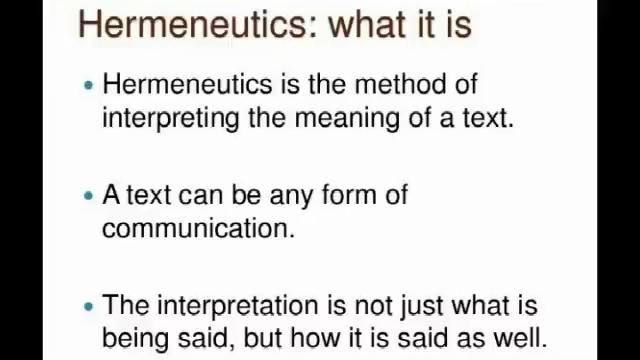 Hermeneutics: what it is
• Hermeneutics is the method of
interpreting the meaning of a text.
• A text can be any form of
communication.
• The interpretation is not just what is
being said, but how it is said as well.